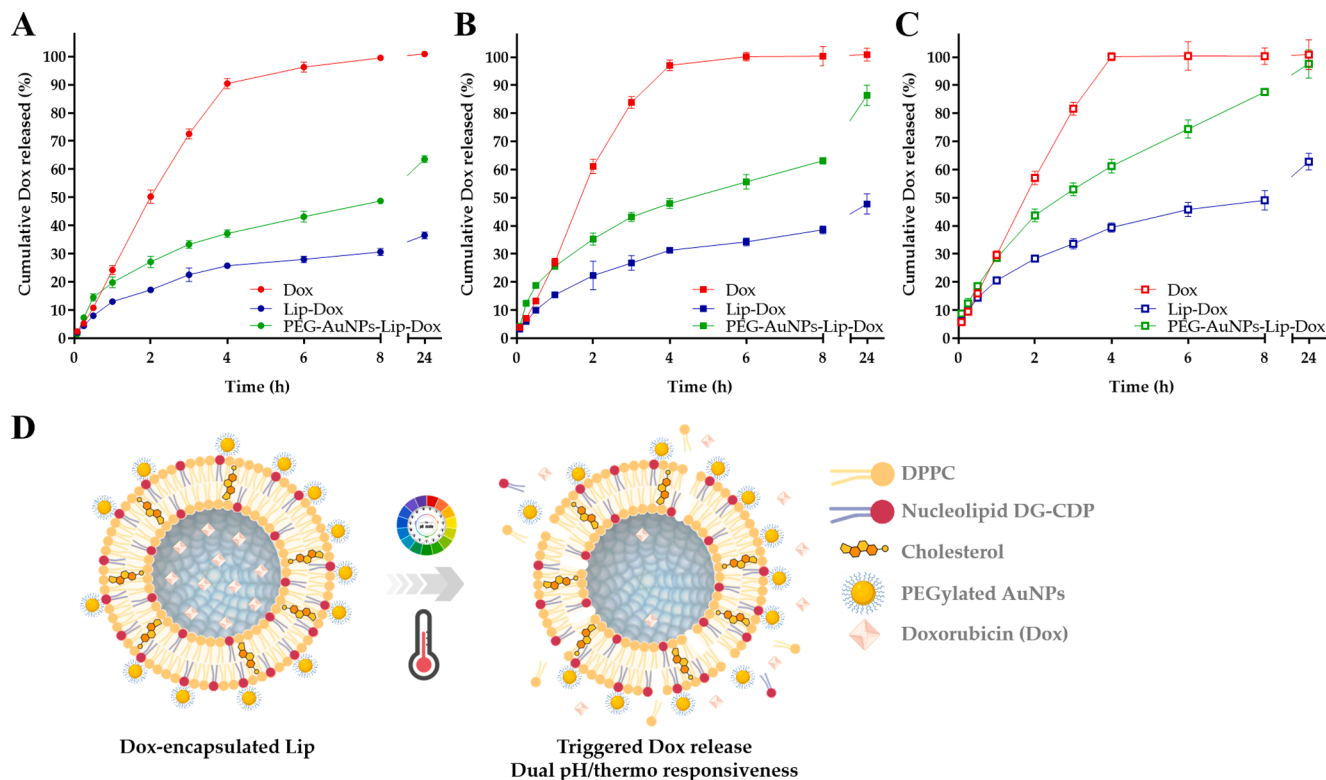 A
Cumulative Dox released (%)
100
90
80
70
60
50
40
30
20
10
0
0
2
4
6
8
24
Time (h)
Dox
Lip-Dox
PEG-AuNPs-Lip-Dox
B
Cumulative Dox released (%)
100
90
80
70
60
50
40
30
20
10
0
0
2
4
6
8
24
Time (h)
Dox
Lip-Dox
PEG-AuNPs-Lip-Dox
C
Cumulative Dox released (%)
100
90
80
70
60
50
40
30
20
10
0
0
2
4
6
8
24
Time (h)
Dox
Lip-Dox
PEG-AuNPs-Lip-Dox
D
DPPC
Nucleolipid DG-CDP
Cholesterol
PEGylated AuNPs
Doxorubicin (Dox)
Dox-encapsulated Lip
Triggered Dox release
Dual pH/thermo responsiveness